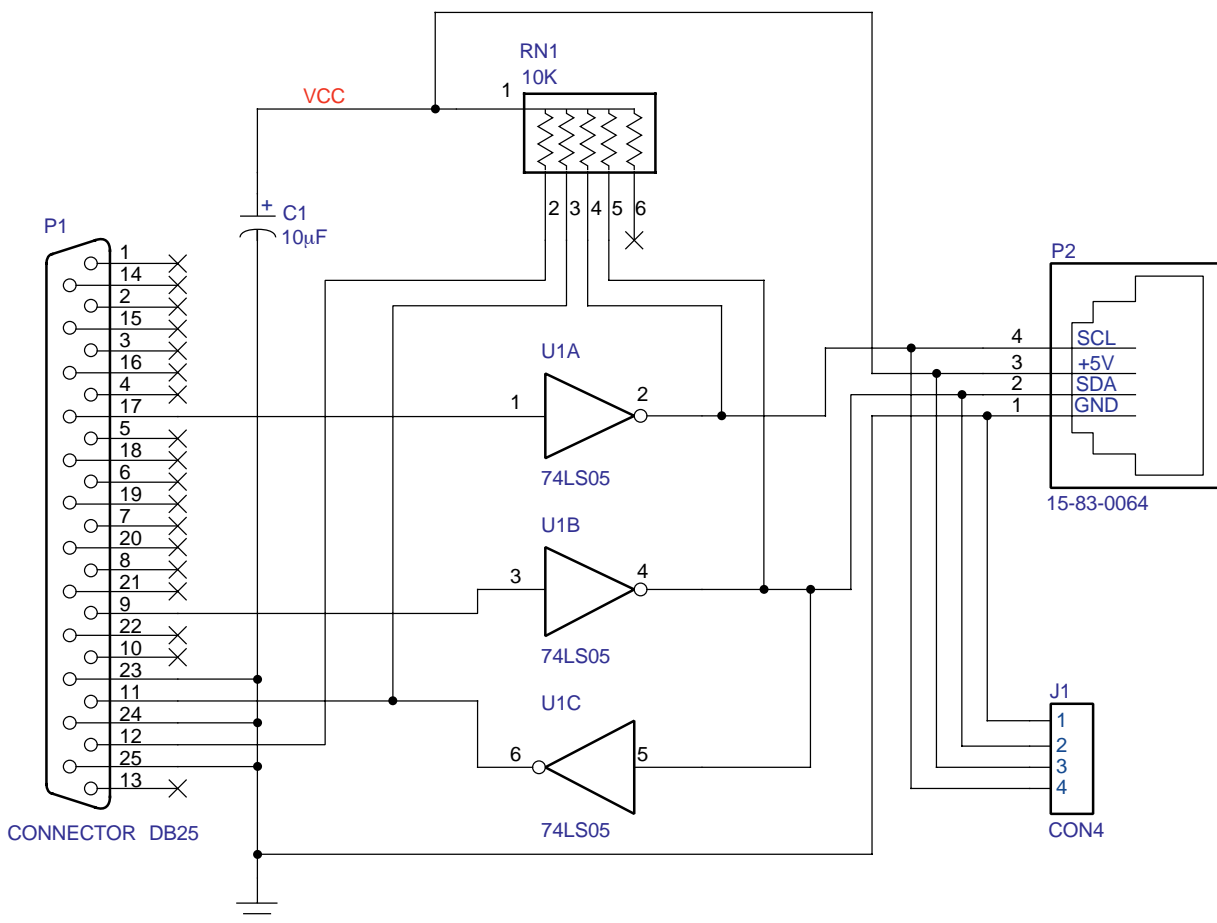 RN1
10K
VCC
1
2
3
4
5
6
+
C1
10µF
P1
1
14
2
15
3
16
4
17
5
18
6
19
7
20
8
21
9
22
10
23
11
24
12
25
13
CONNECTOR DB25
U1A
1
2
74LS05
U1B
3
4
74LS05
U1C
6
5
74LS05
P2
4 SCL
3 +5V
2 SDA
1 GND
15-83-0064
J1
1
2
3
4
CON4